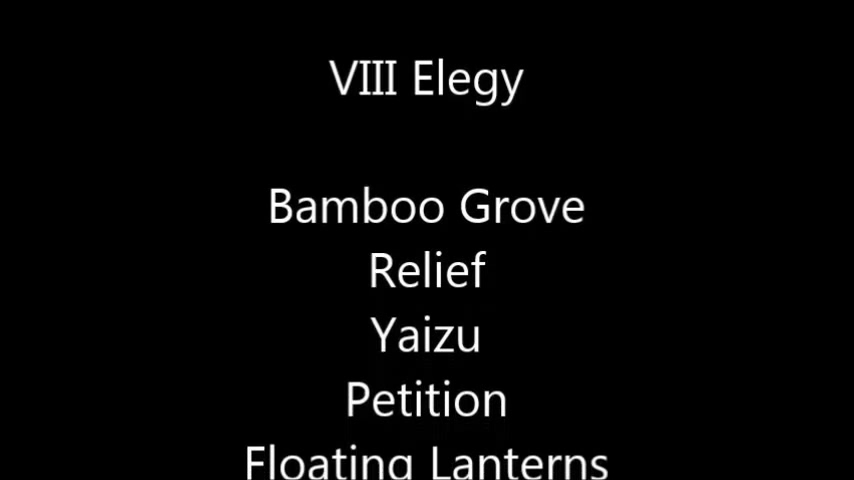 VIII Elegy
Bamboo Grove
Relief
Yaizu
Petition
Floating Lanterns